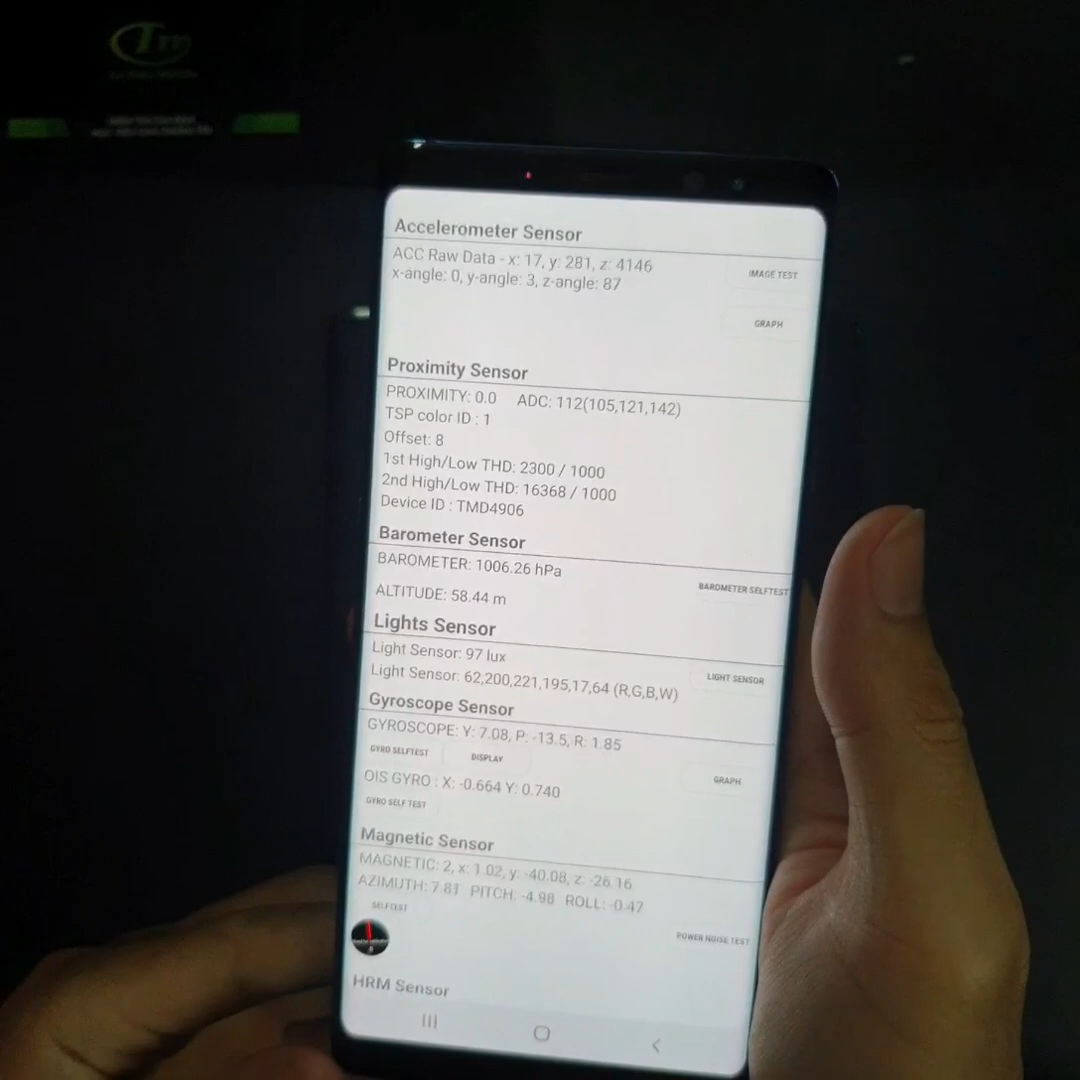 Accelerometer Sensor
ACC Raw Data - x: 17, y: 281, z: 4146
x-angle: 0, y-angle: 3, z-angle: 87
IMAGE TEST
GRAPH
Proximity Sensor
PROXIMITY: 0.0 ADC: 112(105,121,142)
TSP color ID : 1
Offset: 8
1st High/Low THD: 2300 / 1000
2nd High/Low THD: 16368 / 1000
Device ID : TMD4906
Barometer Sensor
BAROMETER: 1006.26 hPa
BAROMETER SELFTEST
ALTITUDE: 58.44 m
Lights Sensor
Light Sensor: 97 lux
Light Sensor: 62,200,221,195,17,64 (R,G,B,W)
LIGHT SENSOR
Gyroscope Sensor
GYROSCOPE: Y: 7.08, P: -13.5, R: 1.85
GYRO SELFTEST DISPLAY GRAPH
OIS GYRO : X: -0.664 Y: 0.740
GYRO SELF TEST
Magnetic Sensor
MAGNETIC: 2, x: 1.02, y: -40.08, z: -26.16
AZIMUTH: 7.81 PITCH: -4.98 ROLL: -0.47
SELFTEST
POWER NOISE TEST
HRM Sensor